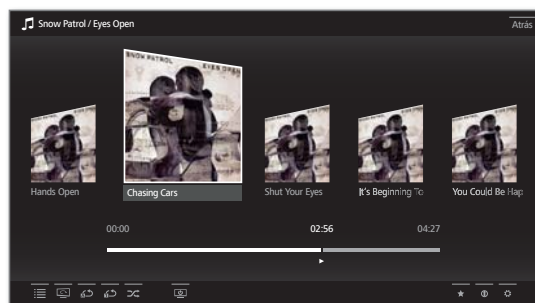 Snow Patrol / Eyes Open
Atrás
SNOW PATROL EYES OPEN
Hands Open
Chasing Cars
Shut Your Eyes
It's Beginning To
You Could Be Hap
00:00
02:56
04:27